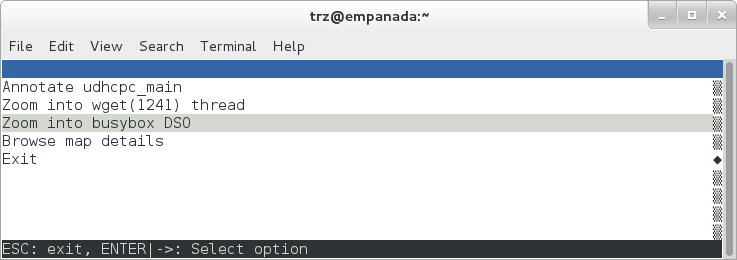 trz@empanada:~
File Edit View Search Terminal Help
Annotate udhcpc_main
Zoom into wget(1241) thread
Zoom into busybox DSO
Browse map details
Exit
ESC: exit, ENTER|->: Select option